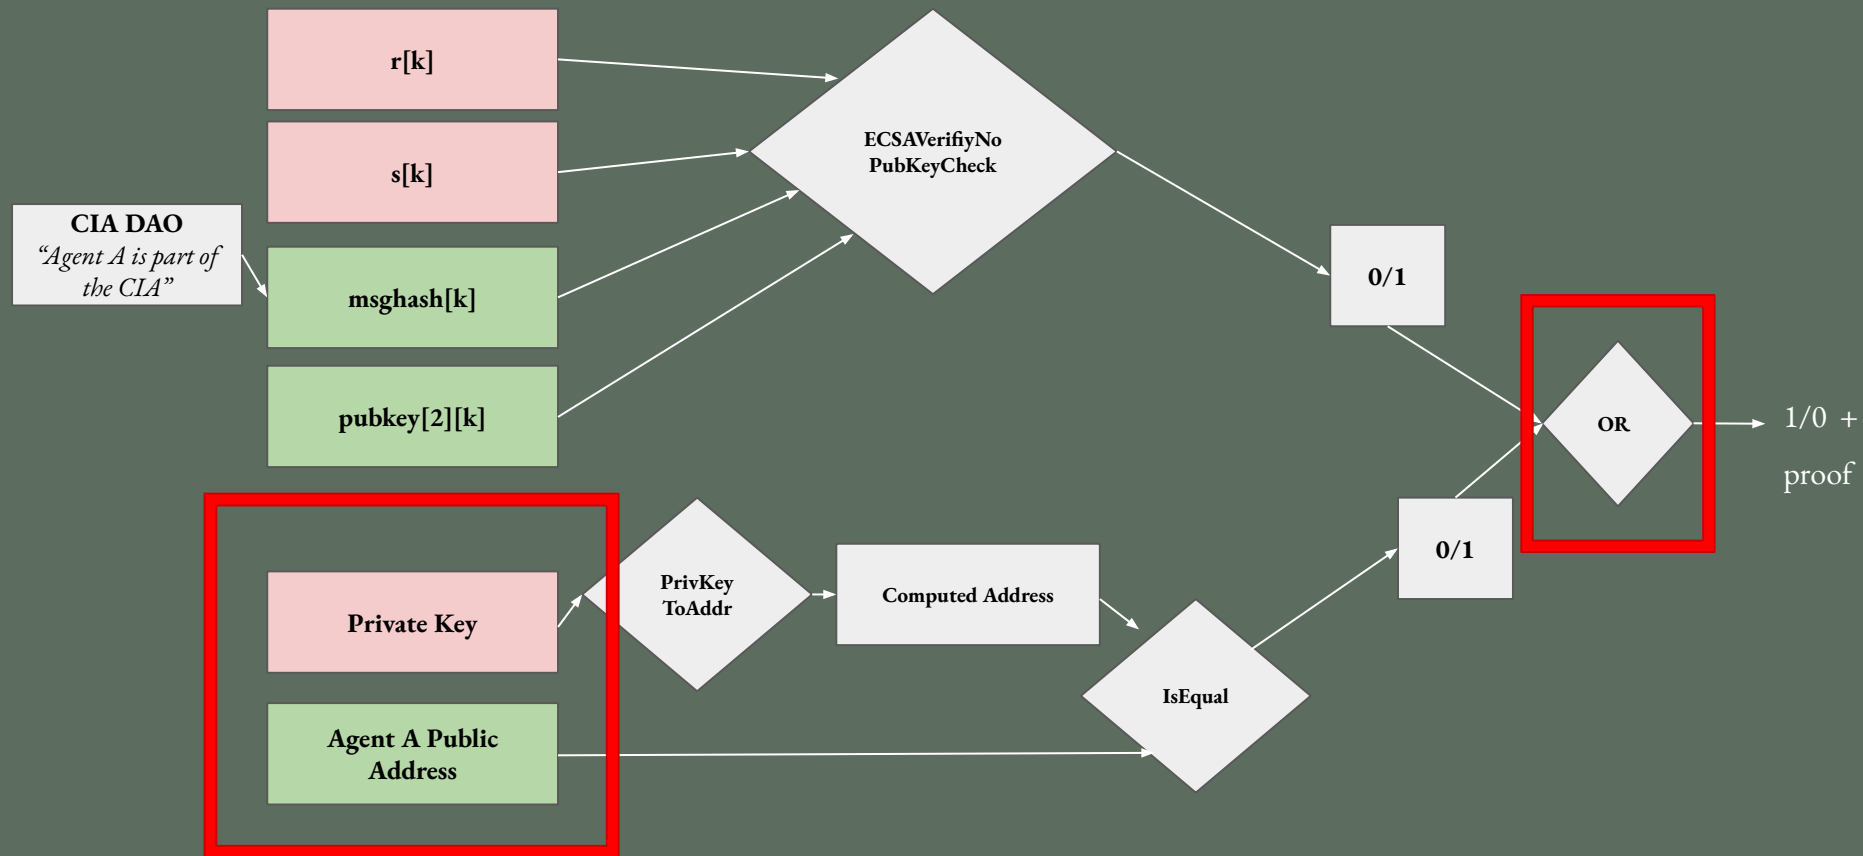 r[k]
s[k]
CIA DAO
“Agent A is part of
the CIA”
msghash[k]
pubkey[2][k]
ECSAVerifiyNo
PubKeyCheck
0/1
OR
1/0 +
proof
Private Key
Agent A Public
Address
PrivKey
ToAddr
Computed Address
IsEqual
0/1